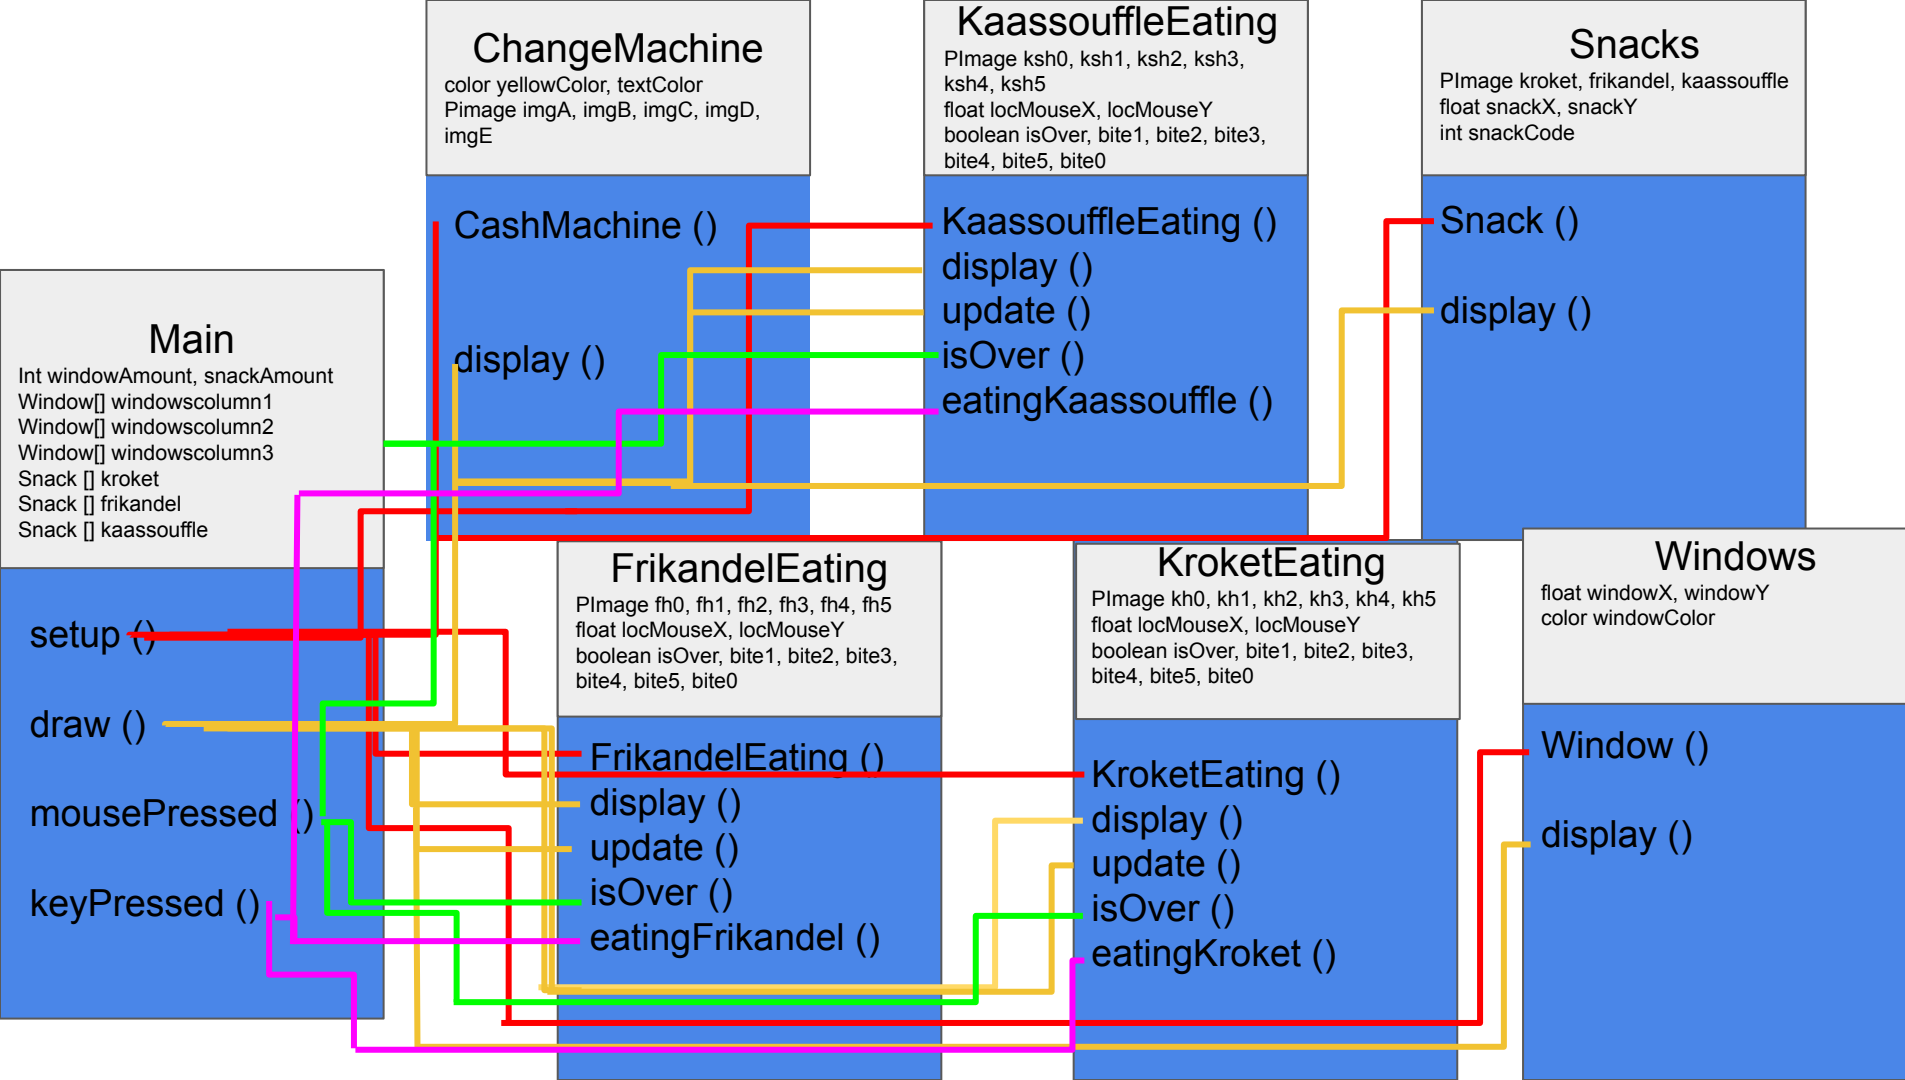 Main
Int windowAmount, snackAmount
Window[] windowscolumn1
Window[] windowscolumn2
Window[] windowscolumn3
Snack [] kroket
Snack [] frikandel
Snack [] kaassouffle
setup ()
draw ()
mousePressed ()
keyPressed ()
ChangeMachine
color yellowColor, textColor
Pimage imgA, imgB, imgC, imgD,
imgE
CashMachine ()
display ()
KaassouffleEating
PImage ksh0, ksh1, ksh2, ksh3,
ksh4, ksh5
float locMouseX, locMouseY
boolean isOver, bite1, bite2, bite3,
bite4, bite5, bite0
KaassouffleEating ()
display ()
update ()
isOver ()
eatingKaassouffle ()
Snacks
PImage kroket, frikandel, kaassouffle
float snackX, snackY
int snackCode
Snack ()
display ()
FrikandelEating
PImage fh0, fh1, fh2, fh3, fh4, fh5
float locMouseX, locMouseY
boolean isOver, bite1, bite2, bite3,
bite4, bite5, bite0
FrikandelEating ()
display ()
update ()
isOver ()
eatingFrikandel ()
KroketEating
PImage kh0, kh1, kh2, kh3, kh4, kh5
float locMouseX, locMouseY
boolean isOver, bite1, bite2, bite3,
bite4, bite5, bite0
KroketEating ()
display ()
update ()
isOver ()
eatingKroket ()
Windows
float windowX, windowY
color windowColor
Window ()
display ()